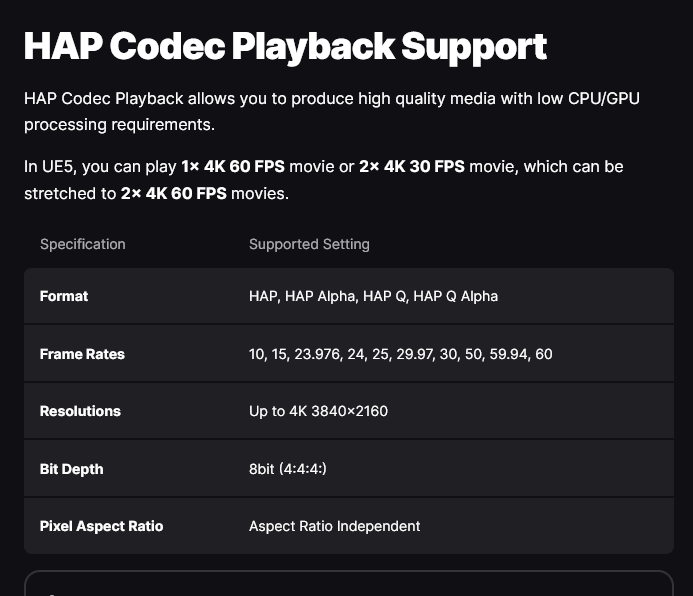 HAP Codec Playback Support
HAP Codec Playback allows you to produce high quality media with low CPU/GPU
processing requirements.
In UE5, you can play 1× 4K 60 FPS movie or 2× 4K 30 FPS movie, which can be
stretched to 2× 4K 60 FPS movies.
Specification Supported Setting
Format HAP, HAP Alpha, HAP Q, HAP Q Alpha
Frame Rates 10, 15, 23.976, 24, 25, 29.97, 30, 50, 59.94, 60
Resolutions Up to 4K 3840×2160
Bit Depth 8bit (4:4:4:)
Pixel Aspect Ratio Aspect Ratio Independent